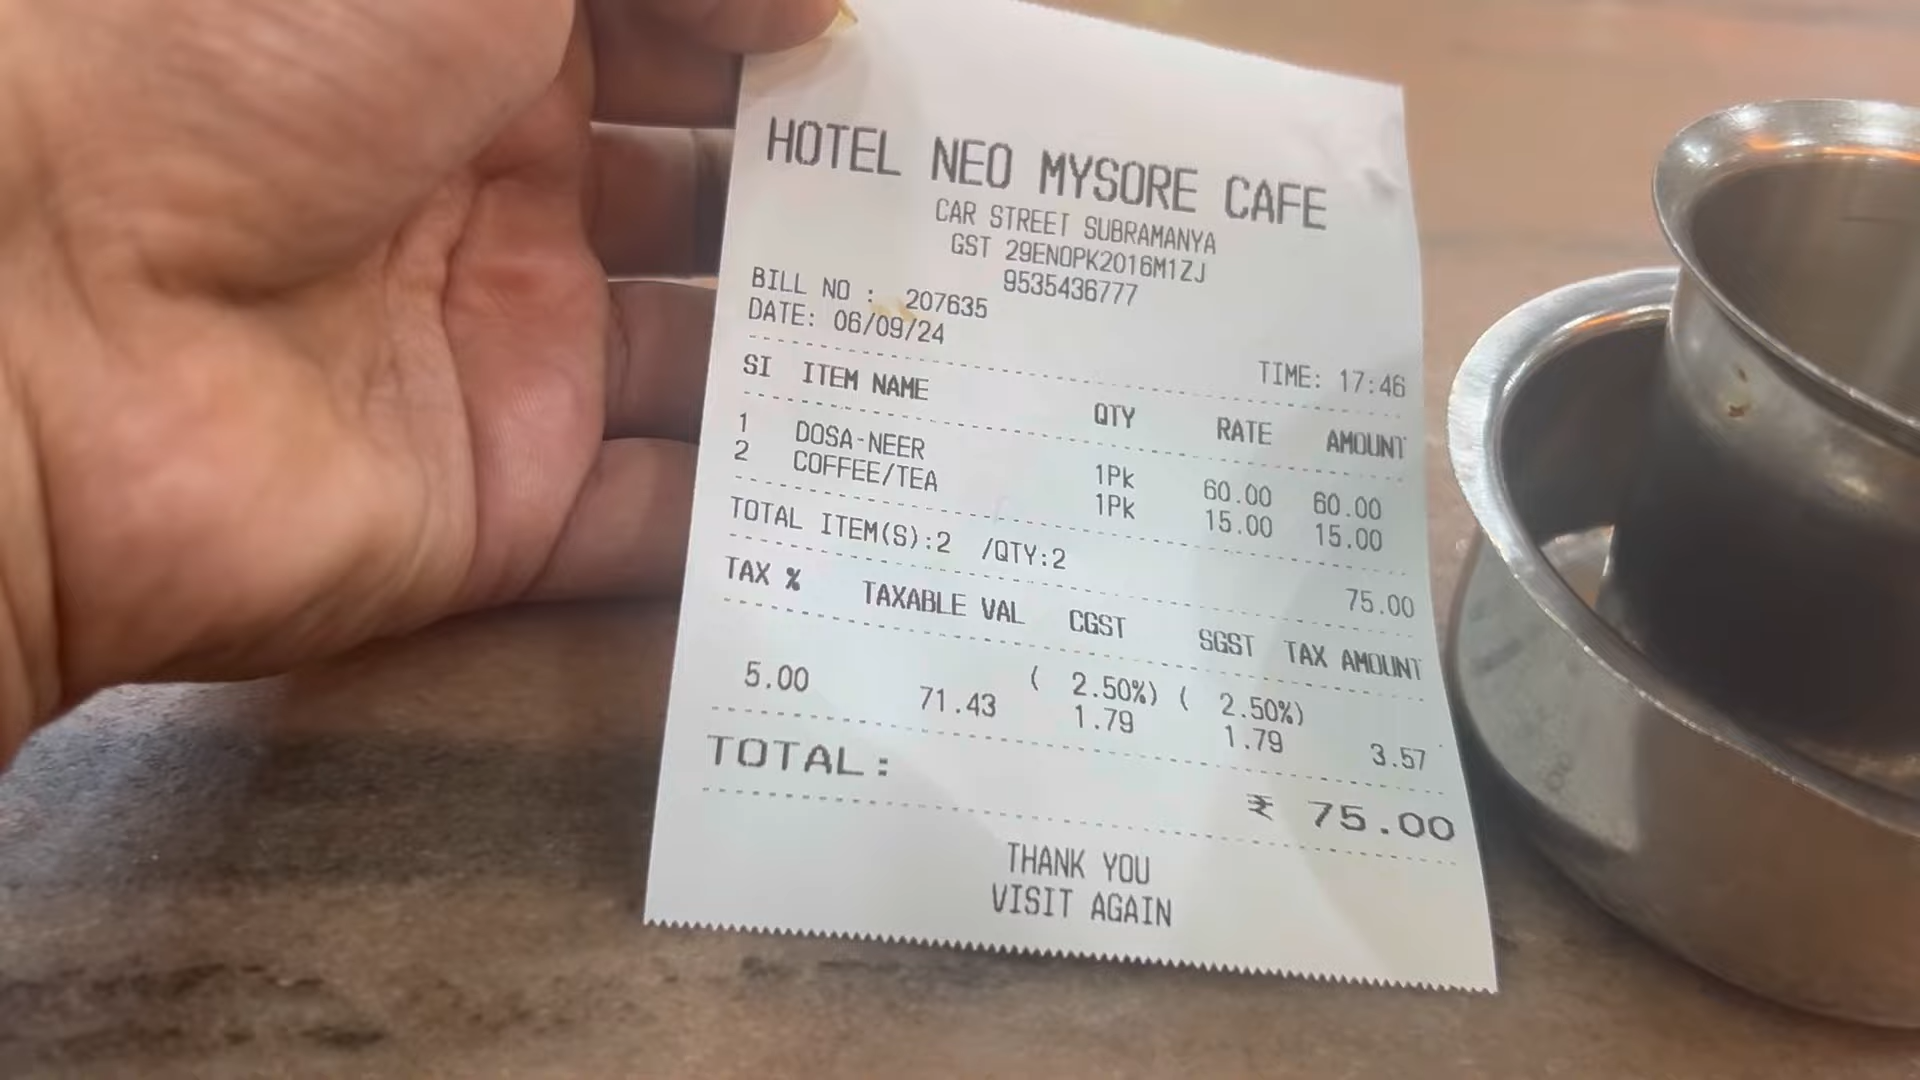 HOTEL NEO MYSORE CAFE
CAR STREET SUBRAMANYA
GST 29ENOPK2016M1ZJ
9535436777
BILL NO : 207635
DATE: 06/09/24 TIME: 17:46
SI ITEM NAME QTY RATE AMOUNT
1 DOSA-NEER 1Pk 60.00 60.00
2 COFFEE/TEA 1Pk 15.00 15.00
TOTAL ITEM(S):2 /QTY:2 75.00
TAX % TAXABLE VAL CGST SGST TAX AMOUNT
( 2.50%) ( 2.50%)
5.00 71.43 1.79 1.79 3.57
TOTAL: ₹ 75.00
THANK YOU
VISIT AGAIN